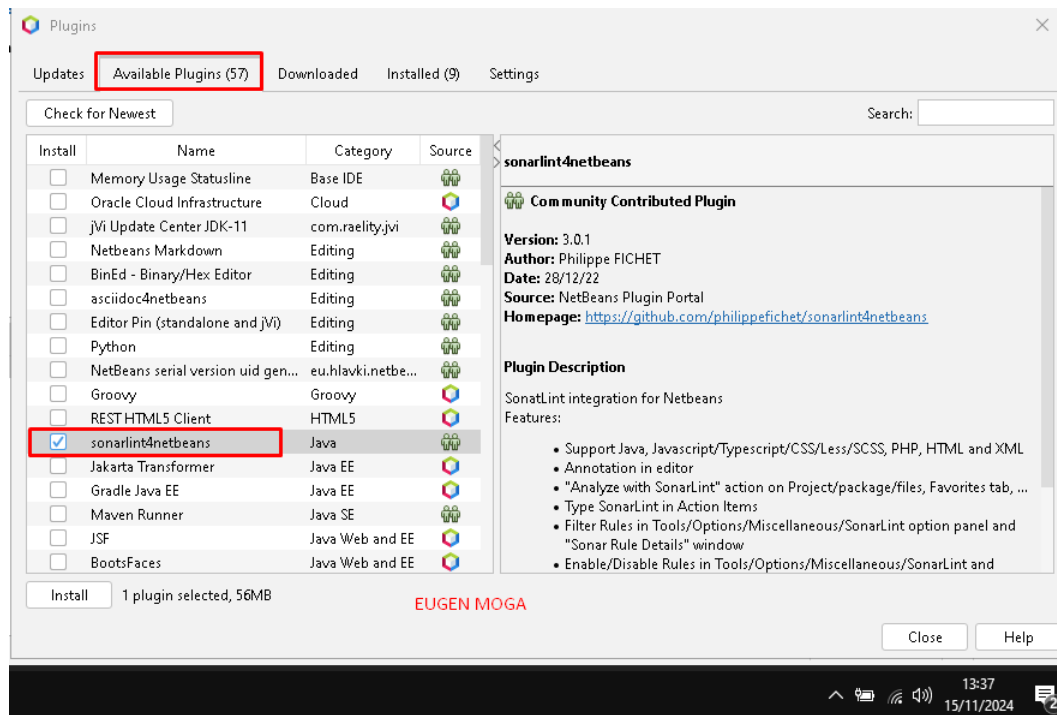 Plugins
Updates Available Plugins (57) Downloaded Installed (9) Settings
Check for Newest Search:
Install Name Category Source
Memory Usage Statusline Base IDE
Oracle Cloud Infrastructure Cloud
jVi Update Center JDK-11 com.raelity.jvi
Netbeans Markdown Editing
BinEd - Binary/Hex Editor Editing
asciidoc4netbeans Editing
Editor Pin (standalone and jVi) Editing
Python Editing
NetBeans serial version uid gen... eu.hlavki.netbe...
Groovy Groovy
REST HTML5 Client HTML5
sonarlint4netbeans Java
Jakarta Transformer Java EE
Gradle Java EE Java EE
Maven Runner Java SE
JSF Java Web and EE
BootsFaces Java Web and EE
sonarlint4netbeans
Community Contributed Plugin
Version: 3.0.1
Author: Philippe FICHET
Date: 28/12/22
Source: NetBeans Plugin Portal
Homepage: https://github.com/philippefichet/sonarlint4netbeans
Plugin Description
SonatLint integration for Netbeans
Features:
• Support Java, Javascript/Typescript/CSS/Less/SCSS, PHP, HTML and XML
• Annotation in editor
• "Analyze with SonarLint" action on Project/package/files, Favorites tab, ...
• Type SonarLint in Action Items
• Filter Rules in Tools/Options/Miscellaneous/SonarLint option panel and
"Sonar Rule Details" window
• Enable/Disable Rules in Tools/Options/Miscellaneous/SonarLint and
Install 1 plugin selected, 56MB
EUGEN MOGA
Close Help
13:37
15/11/2024
2